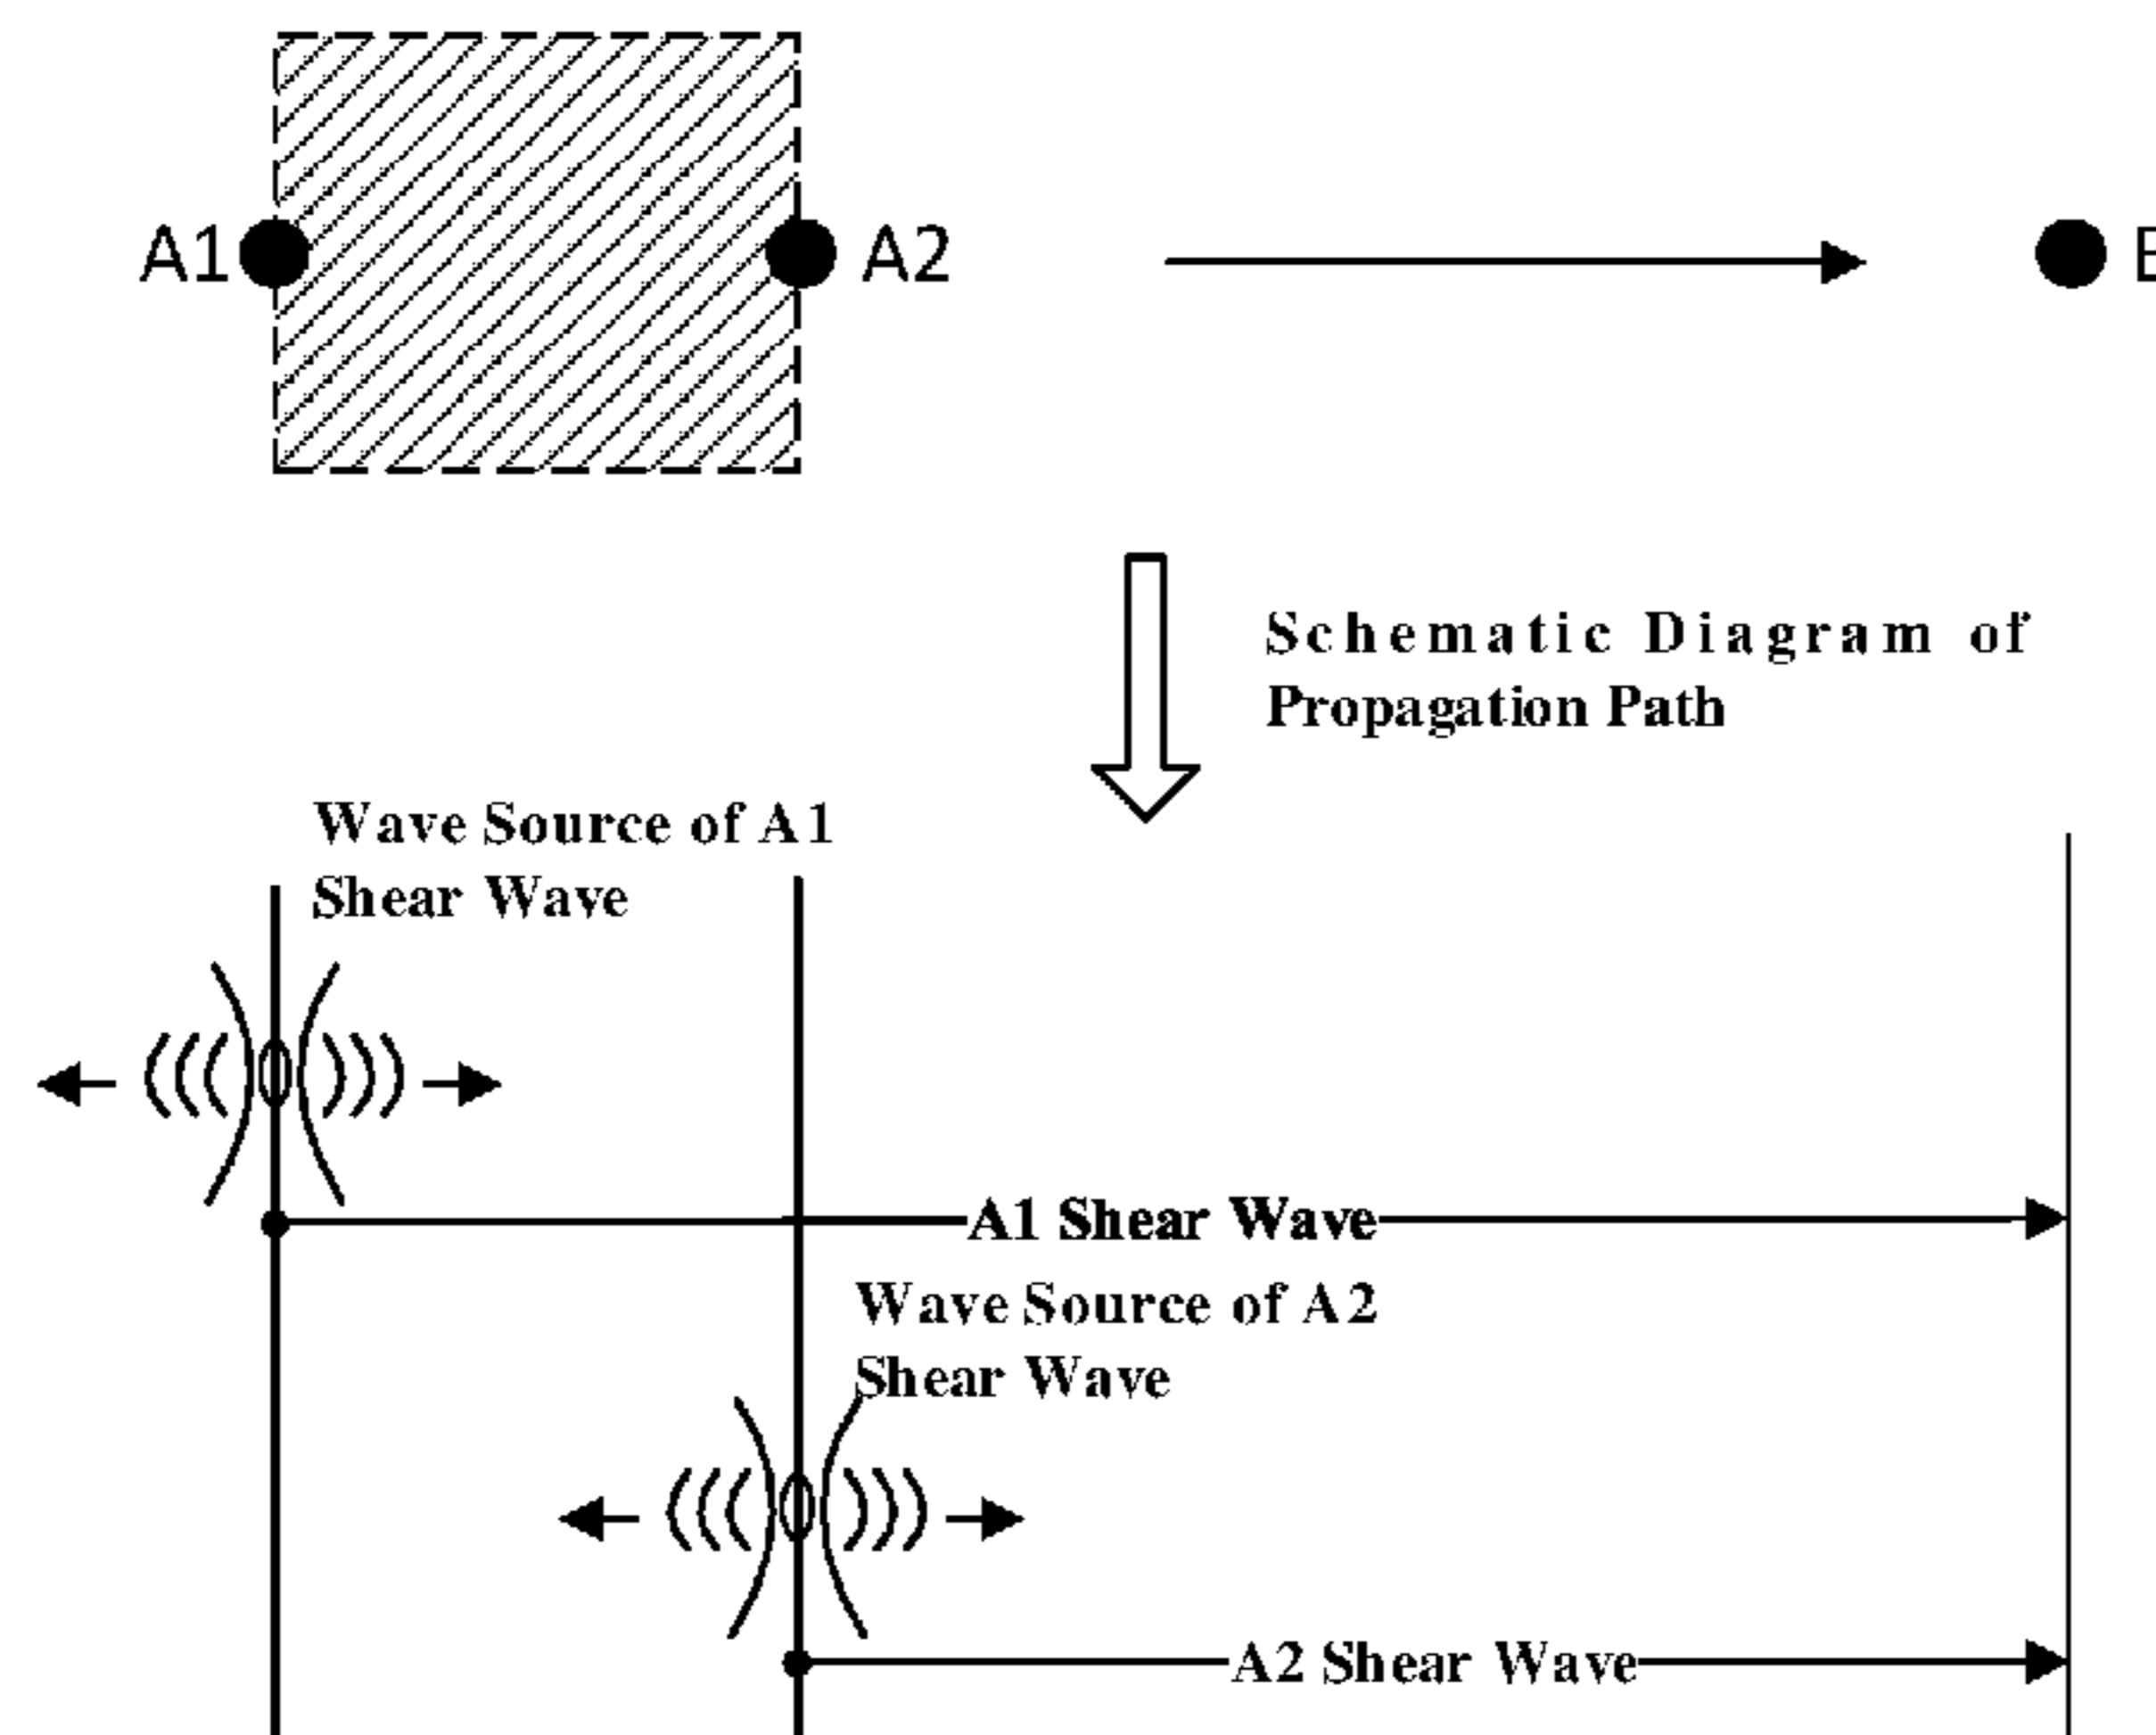 A1
A2
Schematic Diagram of
Propagation Path
Wave Source of A1
Shear Wave
A1 Shear Wave
Wave Source of A2
Shear Wave
A2 Shear Wave